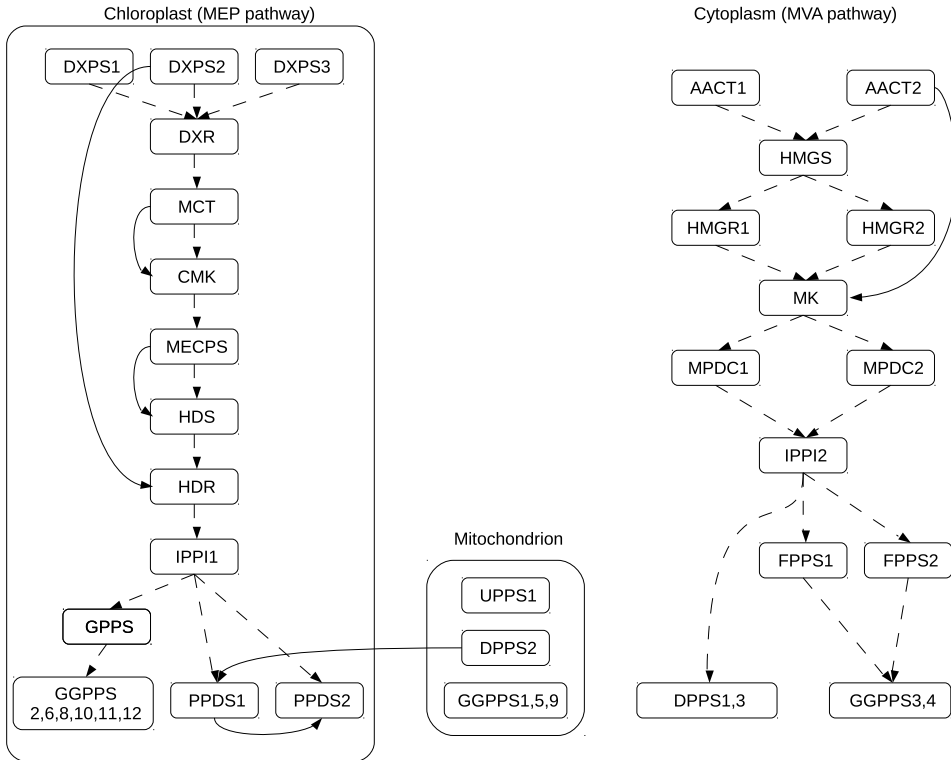 Chloroplast (MEP pathway)
Cytoplasm (MVA pathway)
DXPS1
DXPS2
DXPS3
DXR
MCT
CMK
MECPS
HDS
HDR
IPPI1
GPPS
GGPPS
2,6,8,10,11,12
PPDS1
PPDS2
Mitochondrion
UPPS1
DPPS2
GGPPS1,5,9
AACT1
AACT2
HMGS
HMGR1
HMGR2
MK
MPDC1
MPDC2
IPPI2
FPPS1
FPPS2
DPPS1,3
GGPPS3,4